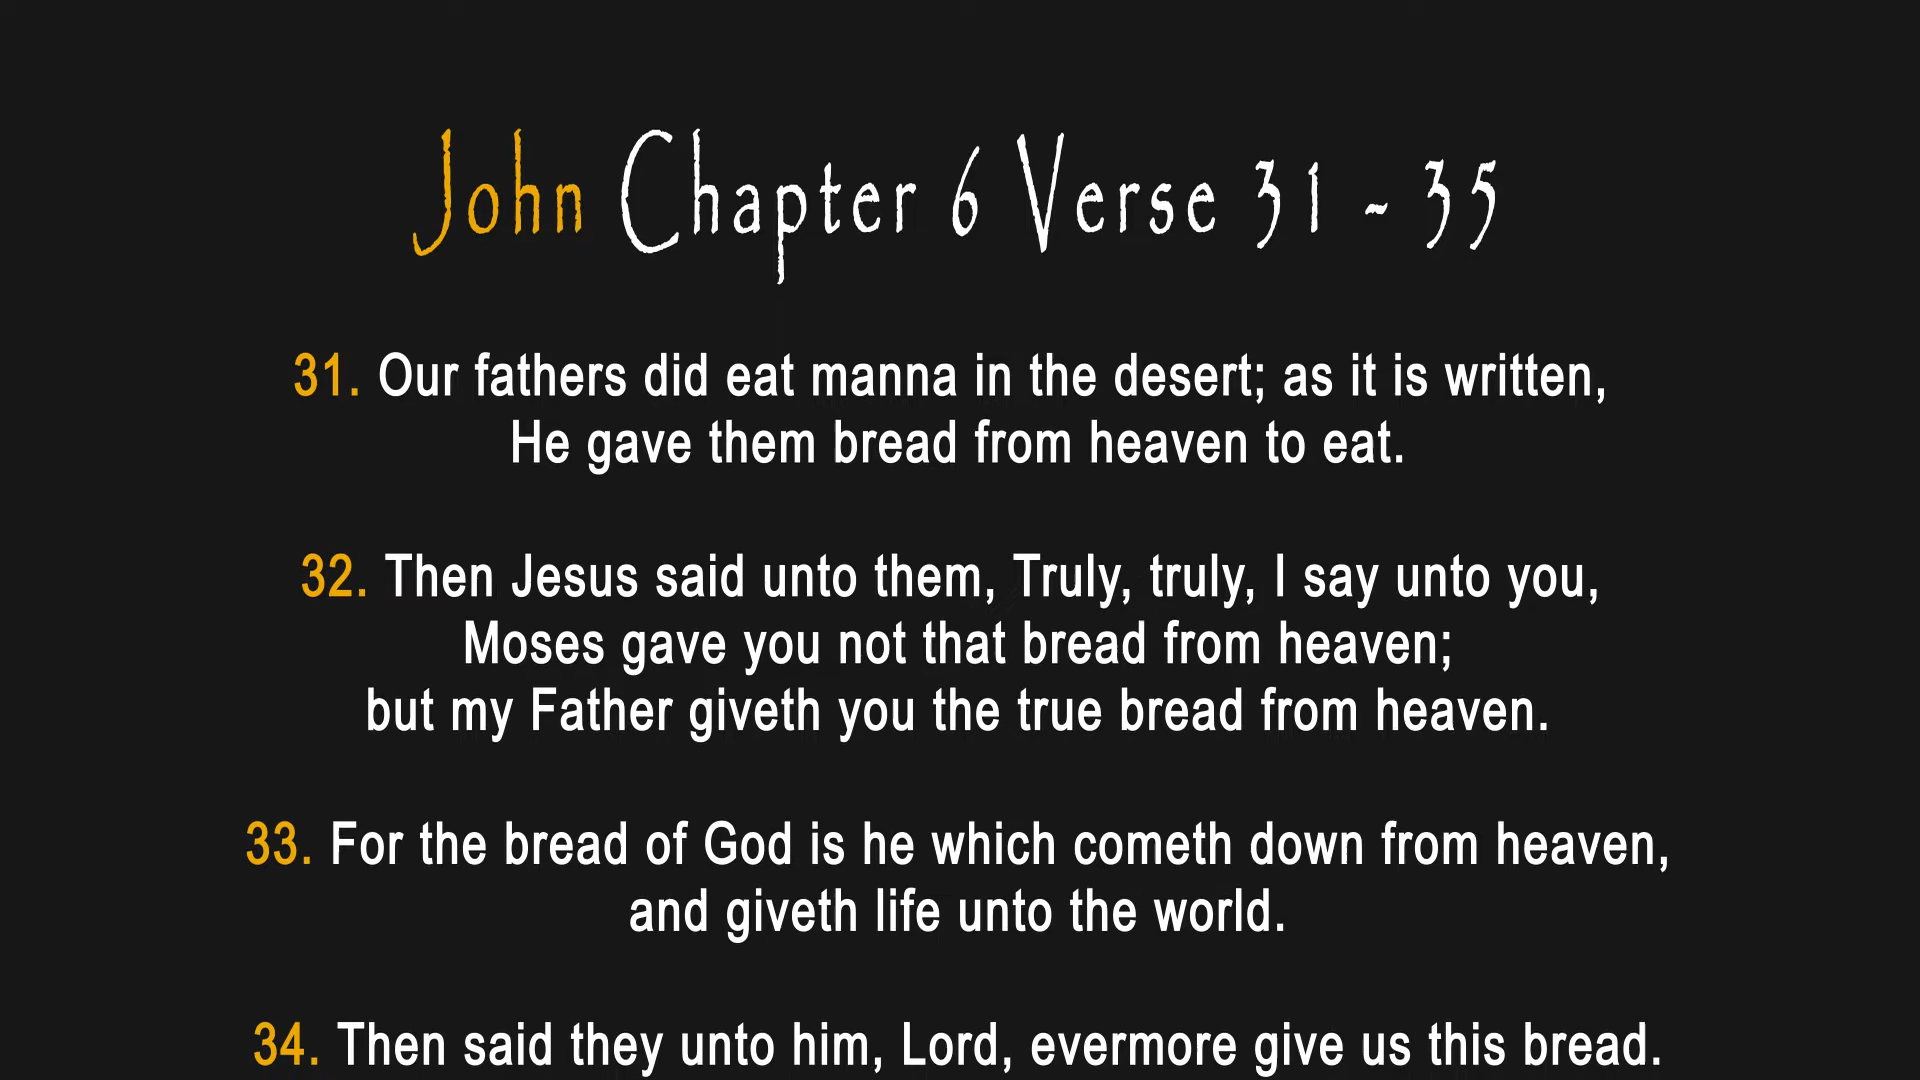 John Chapter 6 Verse 31 - 35
31. Our fathers did eat manna in the desert; as it is written,
He gave them bread from heaven to eat.
32. Then Jesus said unto them, Truly, truly, I say unto you,
Moses gave you not that bread from heaven;
but my Father giveth you the true bread from heaven.
33. For the bread of God is he which cometh down from heaven,
and giveth life unto the world.
34. Then said they unto him, Lord, evermore give us this bread.